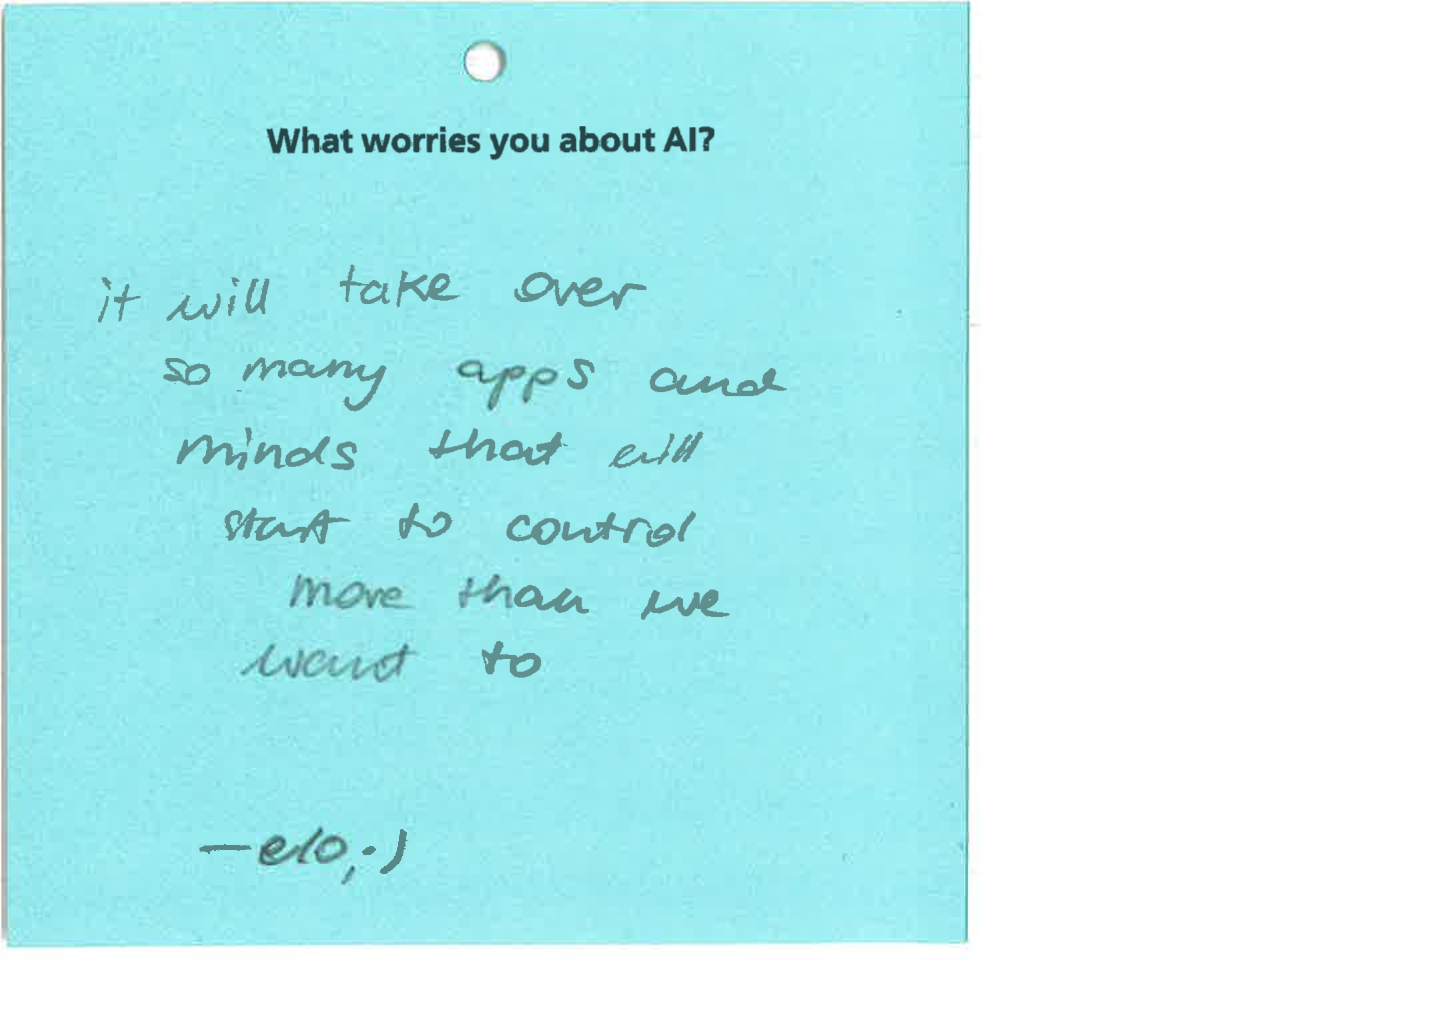 What worries you about AI?
it will take over
so many apps and
minds that will
start to control
more than we
want to
—elo,.)